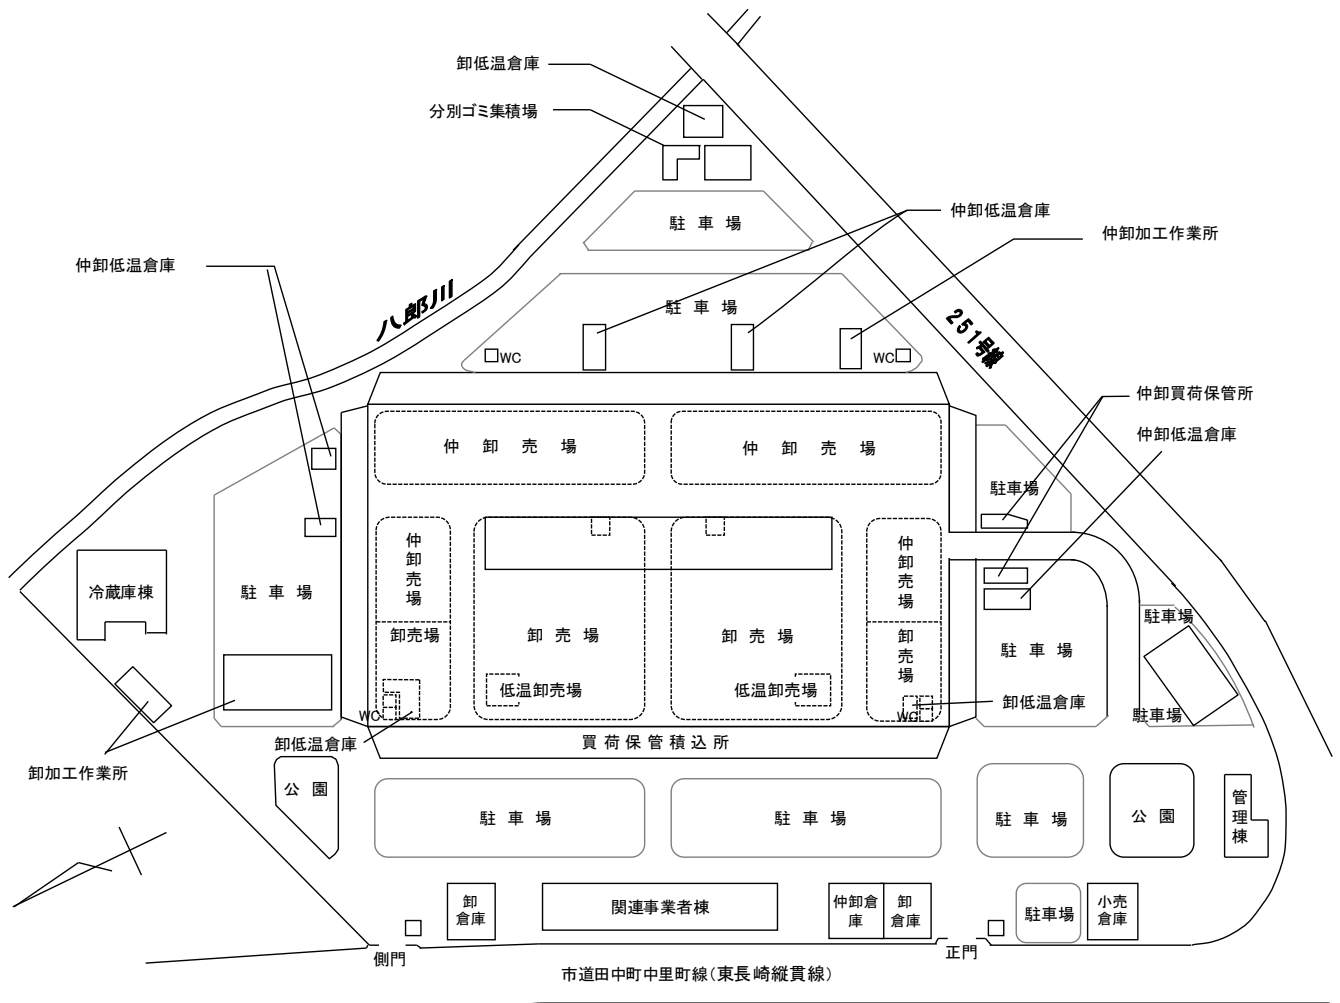 卸低温倉庫
分別ゴミ集積場
駐車場
仲卸低温倉庫
仲卸加工作業所
仲卸低温倉庫
八郎川
駐車場
251号線
WC
WC
仲卸買荷保管所
仲卸低温倉庫
仲卸売場
仲卸売場
駐車場
仲卸売場
仲卸売場
冷蔵庫棟
駐車場
卸売場
卸売場
卸売場
卸売場
駐車場
駐車場
低温卸売場
低温卸売場
卸低温倉庫
WC
WC
駐車場
卸低温倉庫
買荷保管積込所
卸加工作業所
公園
駐車場
駐車場
駐車場
公園
管理棟
卸
倉庫
関連事業者棟
仲卸倉
庫
卸
倉庫
駐車場
小売
倉庫
側門
正門
市道田中町中里町線(東長崎縦貫線)